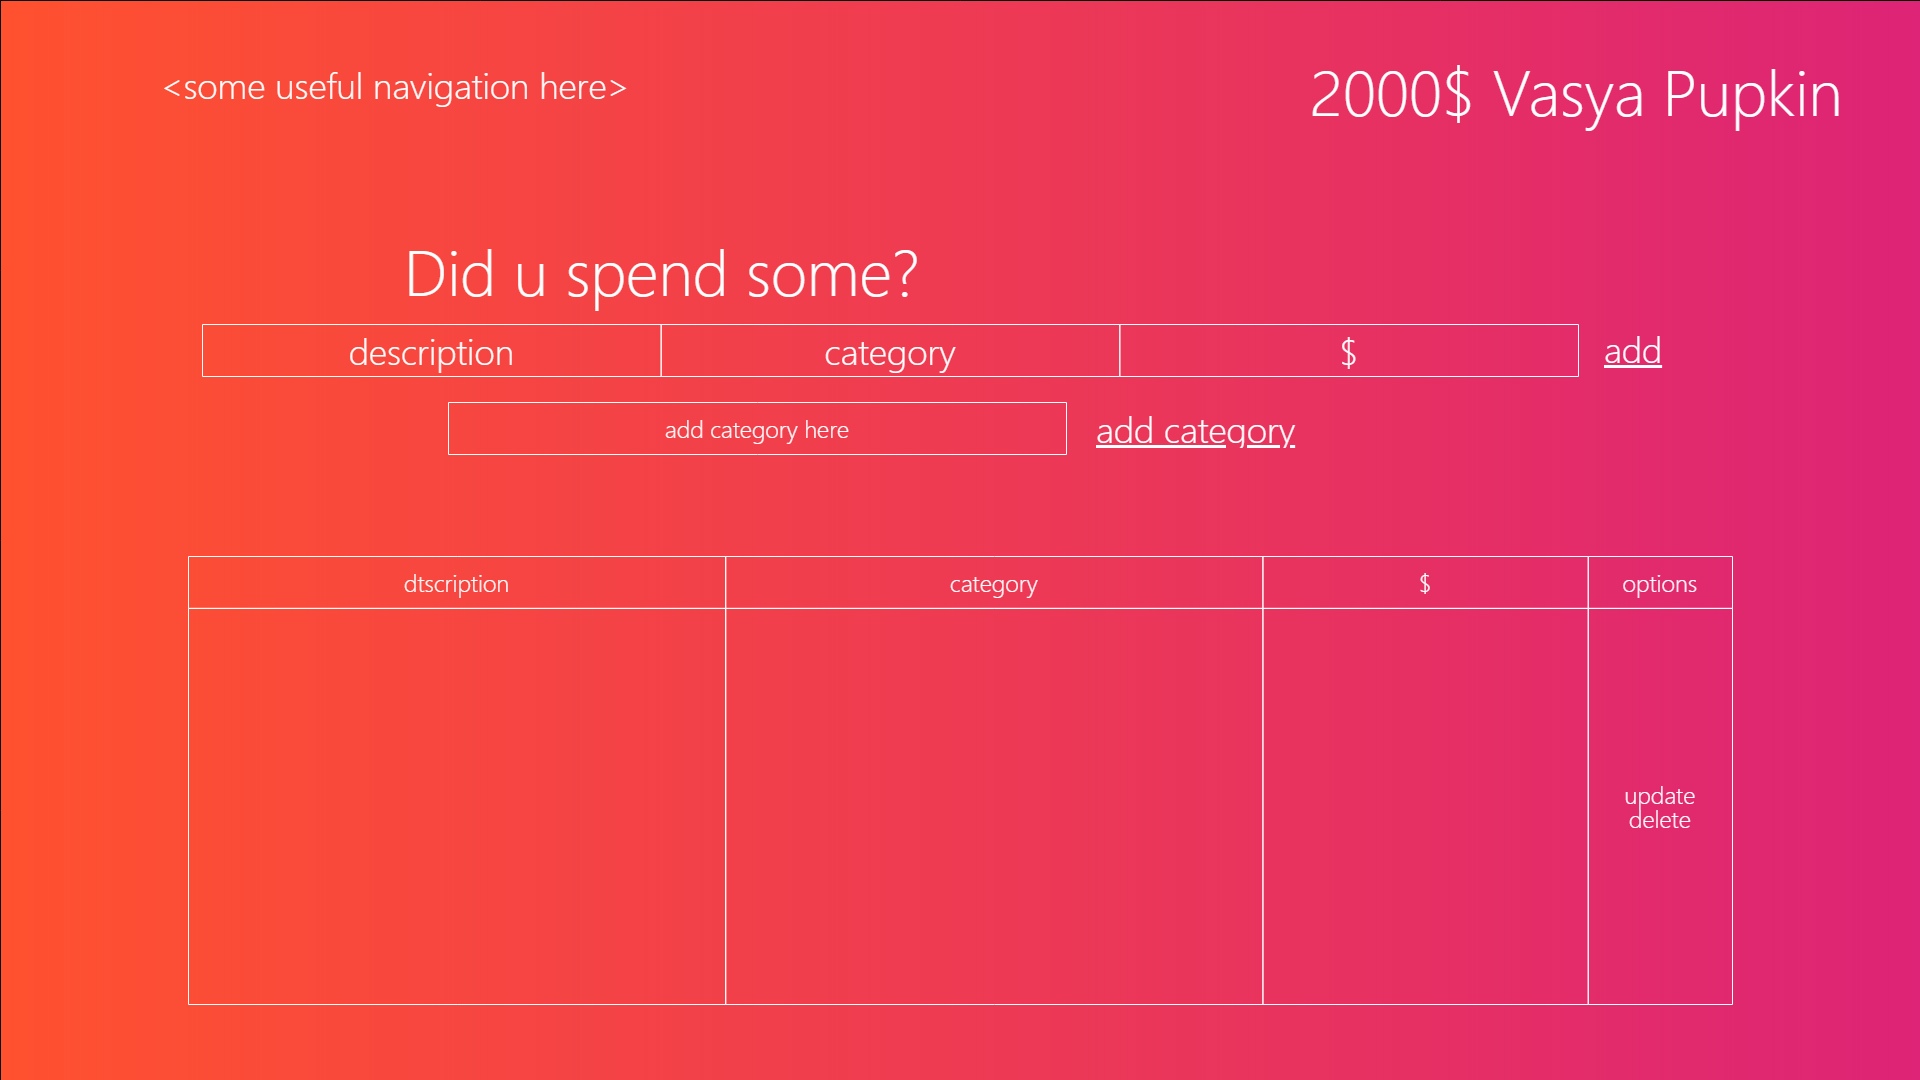 <some useful navigation here>
2000$ Vasya Pupkin
Did u spend some?
description category $ add
add category here add category
dtscription category $ options
update
delete